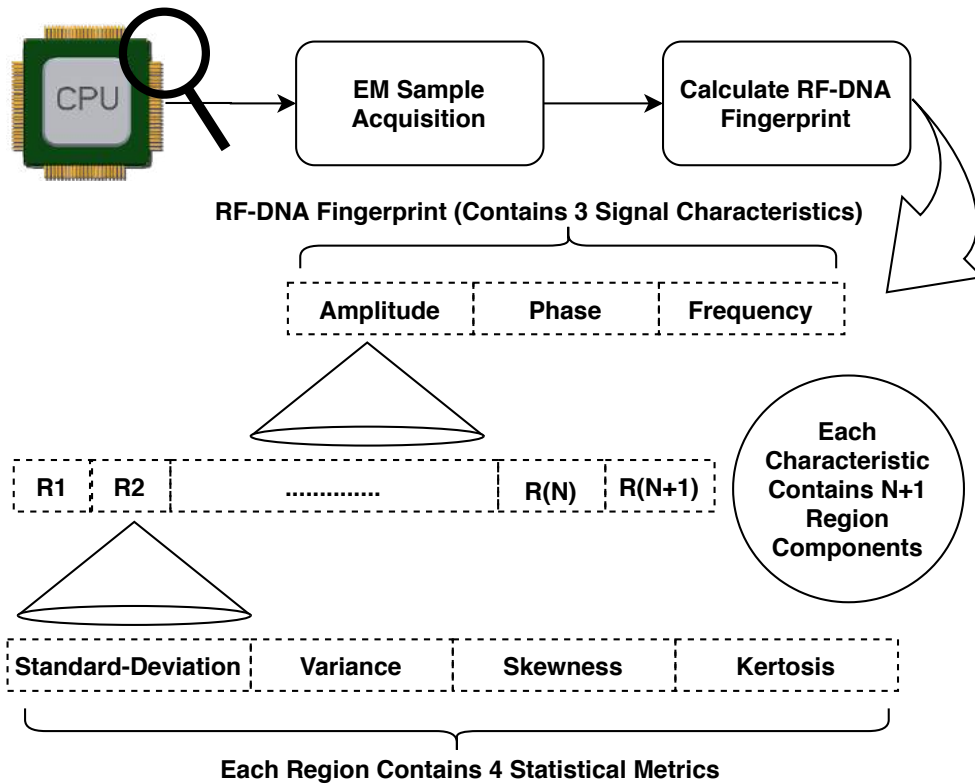 CPU
EM Sample
Acquisition
Calculate RF-DNA
Fingerprint
RF-DNA Fingerprint (Contains 3 Signal Characteristics)
Amplitude
Phase
Frequency
R1
R2
..............
R(N)
R(N+1)
Each
Characteristic
Contains N+1
Region
Components
Standard-Deviation
Variance
Skewness
Kertosis
Each Region Contains 4 Statistical Metrics